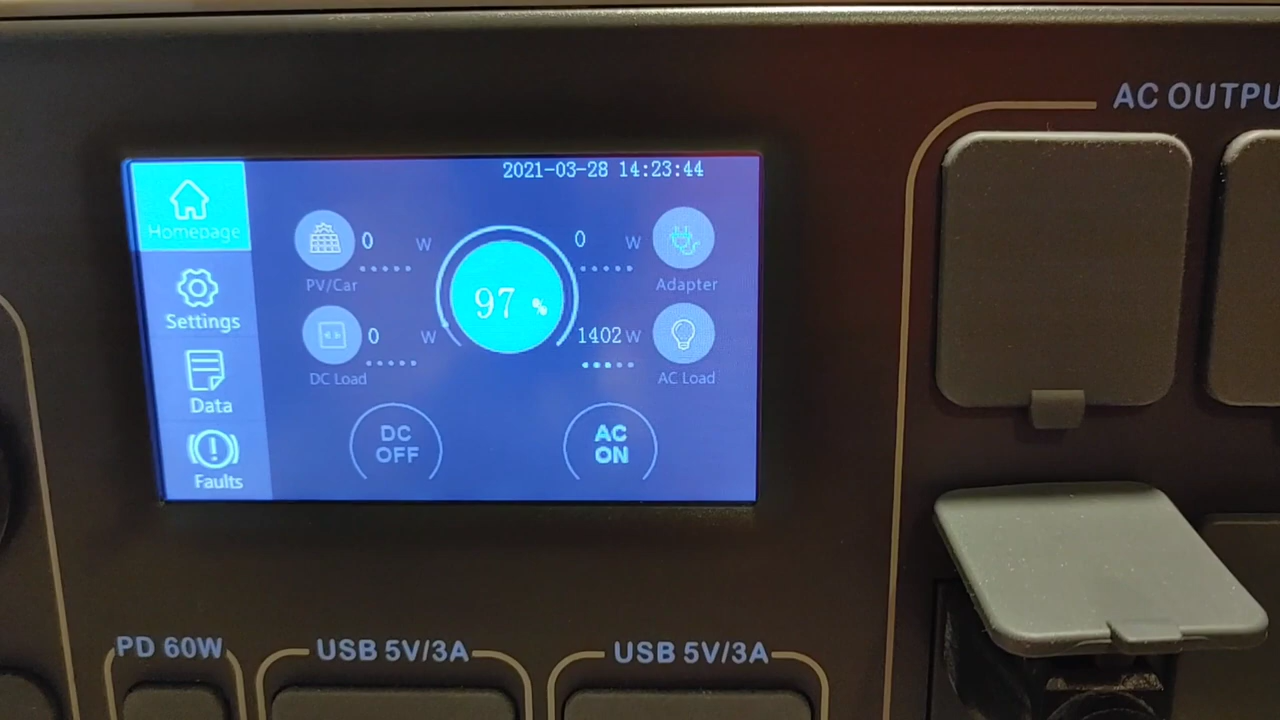 AC OUTPU
2021-03-28 14:23:44
Homepage
0 W
0 W
PV/Car
Adapter
97 %
Settings
0 W
1402 W
DC Load
AC Load
Data
DC
OFF
AC
ON
Faults
PD 60W
USB 5V/3A
USB 5V/3A